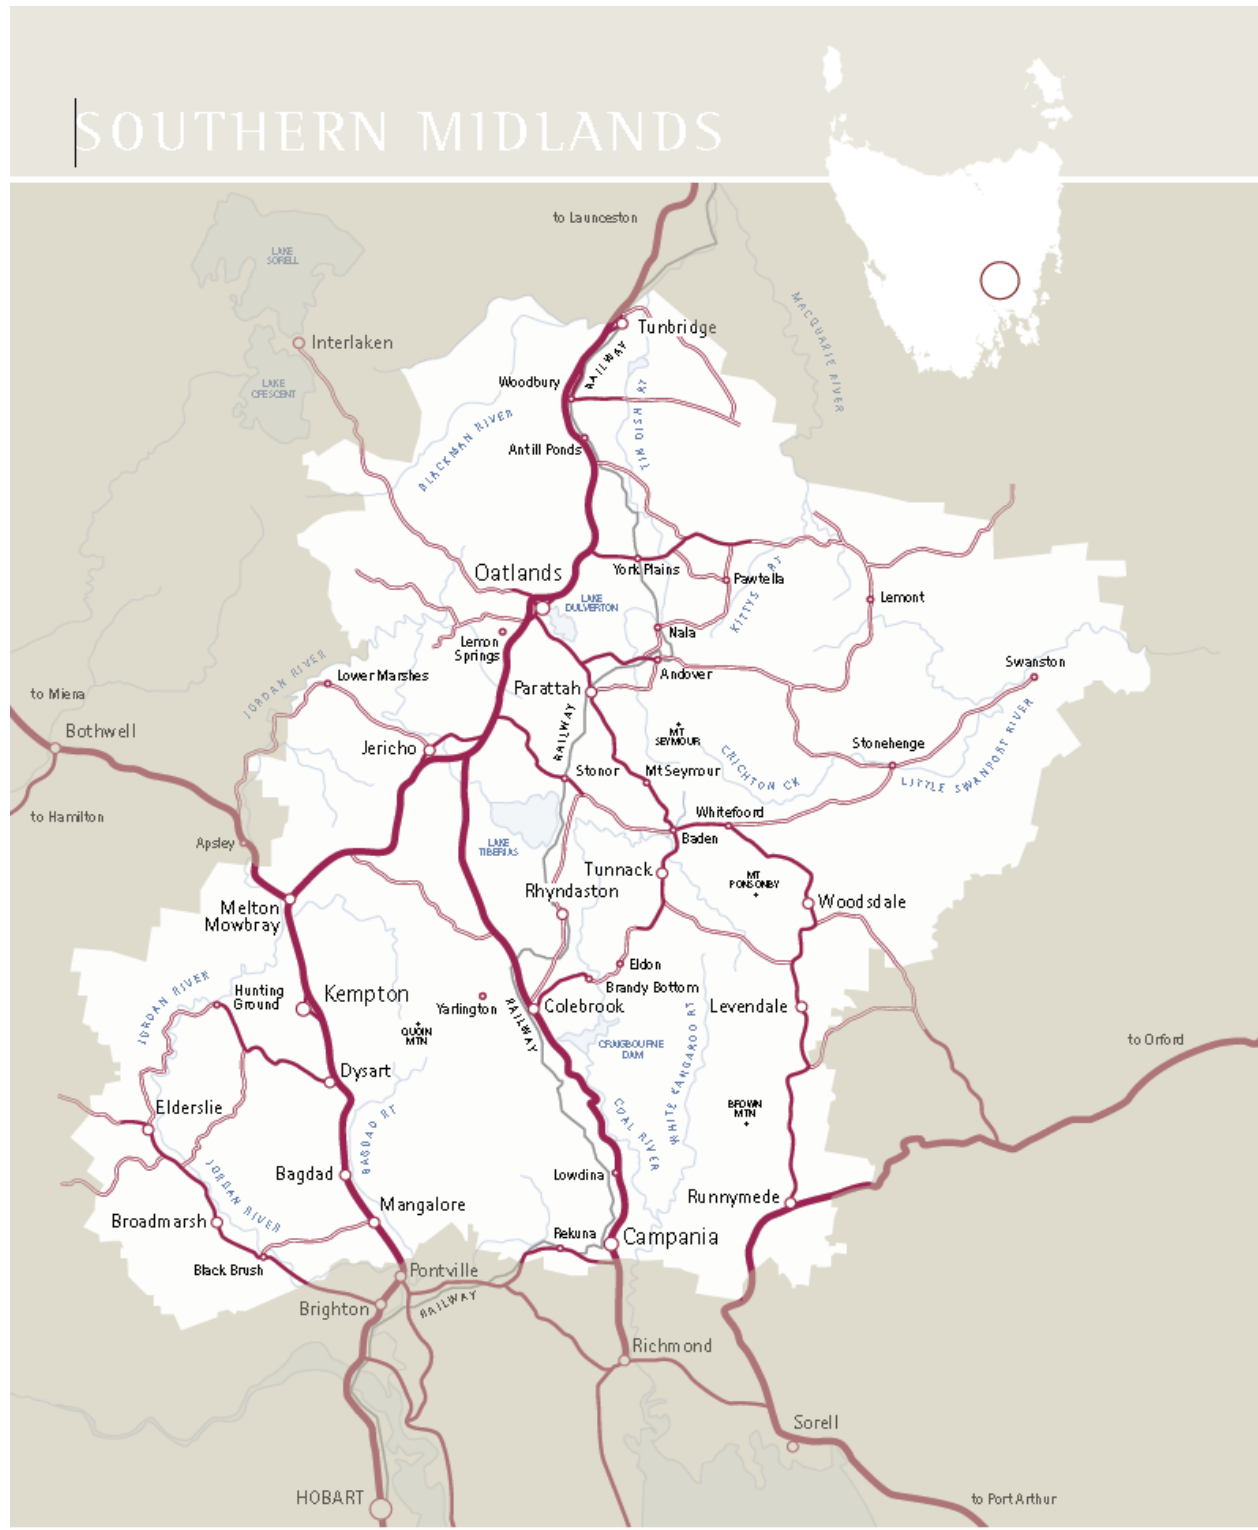 SOUTHERN MIDLANDS
to Launceston
LAKE
SORELL
MACQUARIE RIVER
Tunbridge
Interlaken
RAILWAY
Woodbury
LAKE
CRESCENT
TIN DISH RT
BLACKMAN RIVER
Antill Ponds
York Plains
Oatlands
Pawtella
KITTYS RT
LAKE
DULVERTON
Lemont
Nala
Lemon
Springs
JORDAN RIVER
Lower Marshes
Andover
Swanston
to Miena
Parattah
Bothwell
RAILWAY
MT
SEYMOUR
Jericho
Stonehenge
CRICHTON CK
LITTLE SWANPORT RIVER
Stonor
Mt Seymour
to Hamilton
Whitefoord
Apsley
LAKE
TIBERIAS
Baden
Tunnack
MT
PONSONBY
Rhyndaston
Melton
Mowbray
Woodsdale
Eldon
JORDAN RIVER
Hunting
Ground
Kempton
Brandy Bottom
Yarlington
RAILWAY
Colebrook
Levendale
QUOIN
MTN
CRAIGBOURNE
DAM
WHITE KANGAROO RT
to Orford
Dysart
Elderslie
BAGDAD RT
COAL RIVER
BROWN
MTN
JORDAN RIVER
Bagdad
Lowdina
Runnymede
Mangalore
Broadmarsh
Rekuna
Campania
Black Brush
Pontville
Brighton
RAILWAY
Richmond
Sorell
HOBART
to Port Arthur